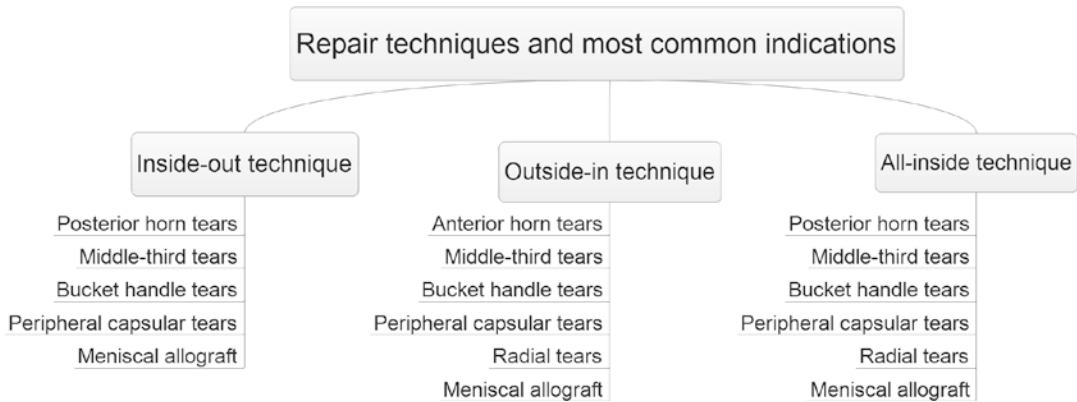 Repair techniques and most common indications
Inside-out technique
Posterior horn tears
Middle-third tears
Bucket handle tears
Peripheral capsular tears
Meniscal allograft
Outside-in technique
Anterior horn tears
Middle-third tears
Bucket handle tears
Peripheral capsular tears
Radial tears
Meniscal allograft
All-inside technique
Posterior horn tears
Middle-third tears
Bucket handle tears
Peripheral capsular tears
Radial tears
Meniscal allograft